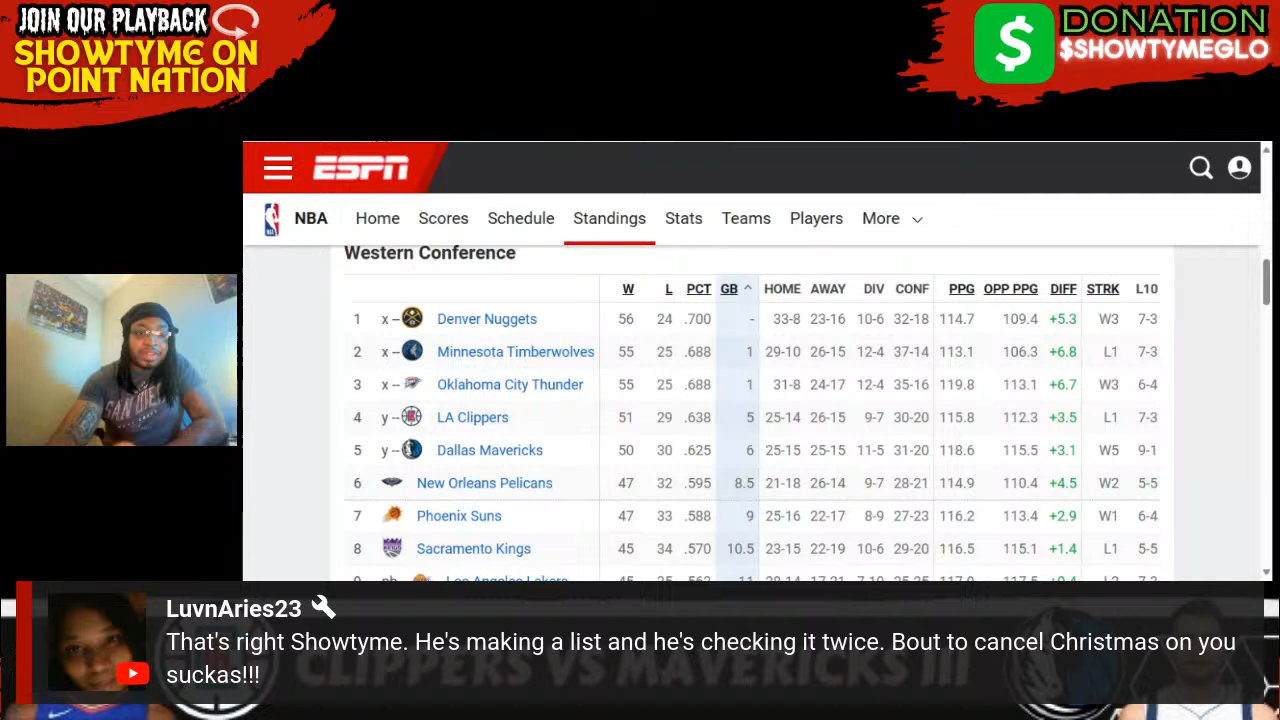 JOIN OUR PLAYBACK
SHOWTYME ON
POINT NATION
$ DONATION
$SHOWTYMEGLO
ESPN
NBA Home Scores Schedule Standings Stats Teams Players More
Western Conference
W L PCT GB HOME AWAY DIV CONF PPG OPP PPG DIFF STRK L10
1 x -- Denver Nuggets 56 24 .700 - 33-8 23-16 10-6 32-18 114.7 109.4 +5.3 W3 7-3
2 x -- Minnesota Timberwolves 55 25 .688 1 29-10 26-15 12-4 37-14 113.1 106.3 +6.8 L1 7-3
3 x -- Oklahoma City Thunder 55 25 .688 1 31-8 24-17 12-4 35-16 119.8 113.1 +6.7 W3 6-4
4 y -- LA Clippers 51 29 .638 5 25-14 26-15 9-7 30-20 115.8 112.3 +3.5 L1 7-3
5 y -- Dallas Mavericks 50 30 .625 6 25-15 25-15 11-5 31-20 118.6 115.5 +3.1 W5 9-1
6 New Orleans Pelicans 47 32 .595 8.5 21-18 26-14 9-7 28-21 114.9 110.4 +4.5 W2 5-5
7 Phoenix Suns 47 33 .588 9 25-16 22-17 8-9 27-23 116.2 113.4 +2.9 W1 6-4
8 Sacramento Kings 45 34 .570 10.5 23-15 22-19 10-6 29-20 116.5 115.1 +1.4 L1 5-5
Los Angeles Lakers
LuvnAries23
That's right Showtyme. He's making a list and he's checking it twice. Bout to cancel Christmas on you
suckas!!!
CLIPPERS VS MAVERICKS III